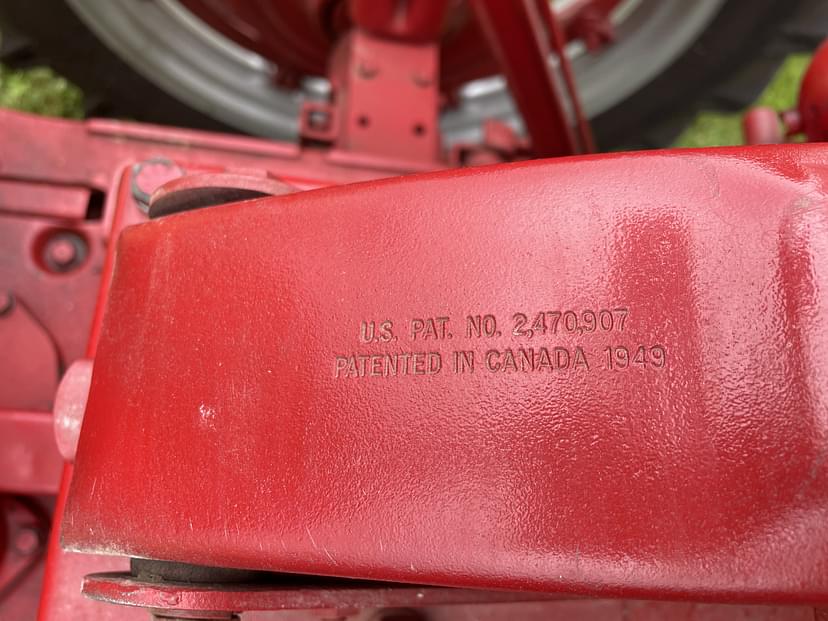 U.S. PAT. NO. 2,470,907
PATENTED IN CANADA 1949